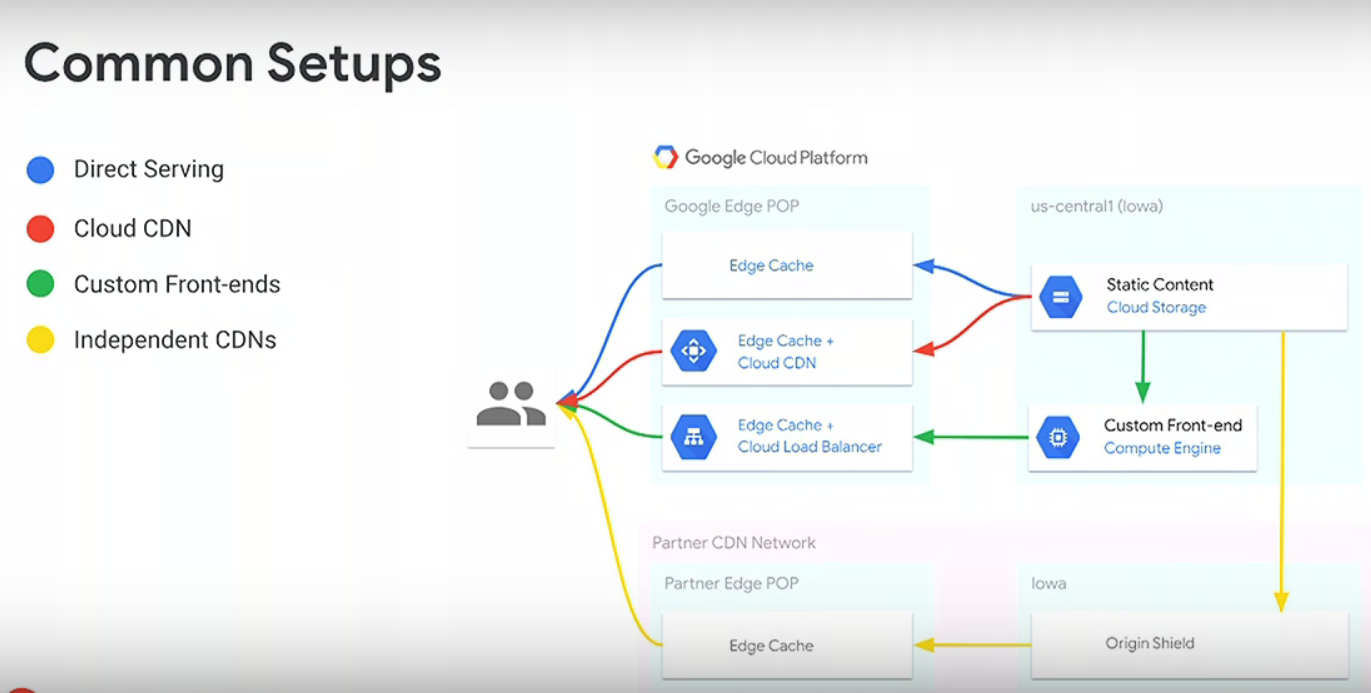 Common Setups
Direct Serving
Cloud CDN
Custom Front-ends
Independent CDNs
Google Cloud Platform
Google Edge POP
Edge Cache
Edge Cache +
Cloud CDN
Edge Cache +
Cloud Load Balancer
us-central1 (Iowa)
Static Content
Cloud Storage
Custom Front-end
Compute Engine
Partner CDN Network
Partner Edge POP
Edge Cache
Iowa
Origin Shield